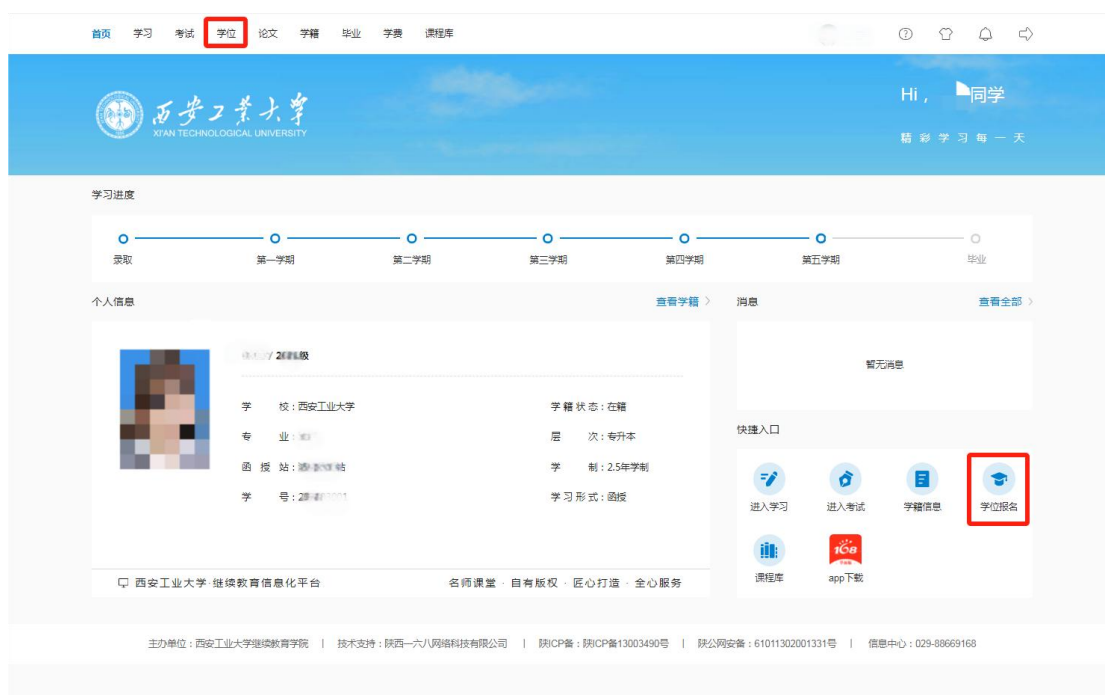 首页 学习 考试 学位 论文 学籍 毕业 学费 课程库
西安工业大学
XI'AN TECHNOLOGICAL UNIVERSITY
Hi， 同学
精彩学习每一天
学习进度
录取 第一学期 第二学期 第三学期 第四学期 第五学期 毕业
个人信息 查看学籍 消息 查看全部
/ 级
暂无消息
学 校：西安工业大学 学籍状态：在籍
专 业： 层 次：专升本
函授站： 站 学 制：2.5年学制
学 号： 学习形式：函授
快捷入口
进入学习 进入考试 学籍信息 学位报名
168
课程库 app下载
西安工业大学·继续教育信息化平台 名师课堂 · 自有版权 · 匠心打造 · 全心服务
主办单位：西安工业大学继续教育学院 | 技术支持：陕西一六八网络科技有限公司 | 陕ICP备：陕ICP备13003490号 | 陕公网安备：61011302001331号 | 信息中心：029-88669168